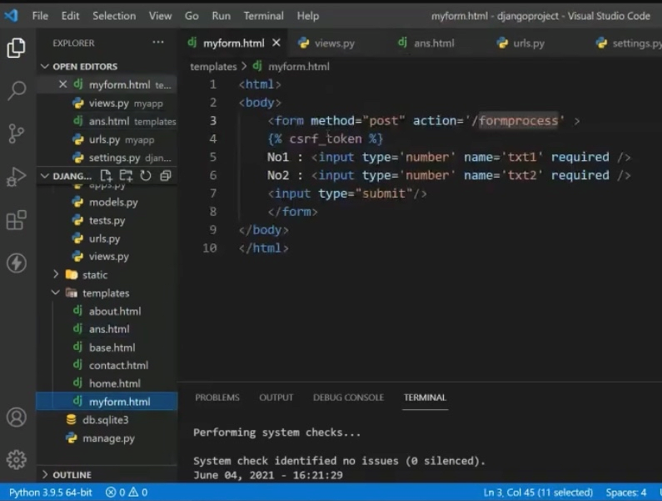 File Edit Selection View Go Run Terminal Help myform.html - djangoproject - Visual Studio Code
EXPLORER ···
myform.html views.py ans.html urls.py settings.py
OPEN EDITORS
myform.html te...
views.py myapp
ans.html templates
urls.py myapp
settings.py djan...
DJANG...
apps.py
models.py
tests.py
urls.py
views.py
static
templates
about.html
ans.html
base.html
contact.html
home.html
myform.html
db.sqlite3
manage.py
OUTLINE
templates > myform.html
1 <html>
2 <body>
3 <form method="post" action='/formprocess' >
4 {% csrf_token %}
5 No1 : <input type='number' name='txt1' required />
6 No2 : <input type='number' name='txt2' required />
7 <input type="submit"/>
8 </form>
9 </body>
10 </html>
PROBLEMS OUTPUT DEBUG CONSOLE TERMINAL
Performing system checks...
System check identified no issues (0 silenced).
June 04, 2021 - 16:21:29
Python 3.9.5 64-bit 0 0 Ln 3, Col 45 (11 selected) Spaces: 4